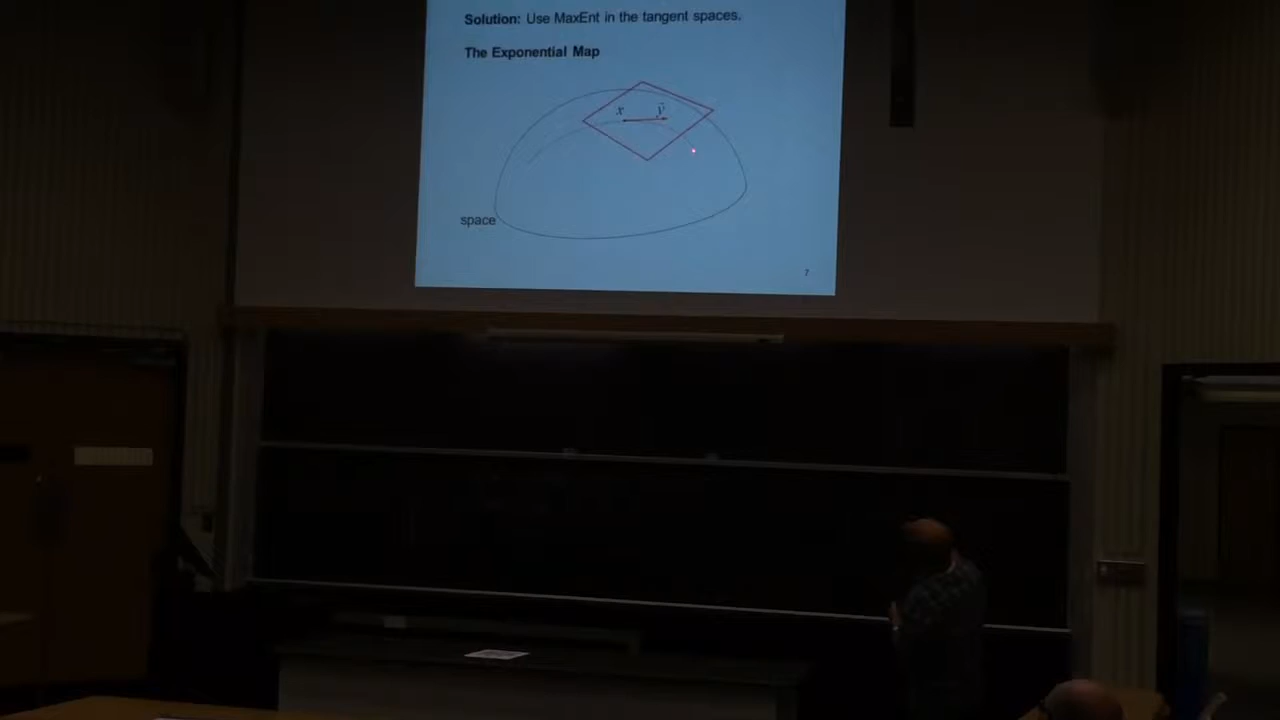 Solution: Use MaxEnt in the tangent spaces.
The Exponential Map
x
ỹ
space
7